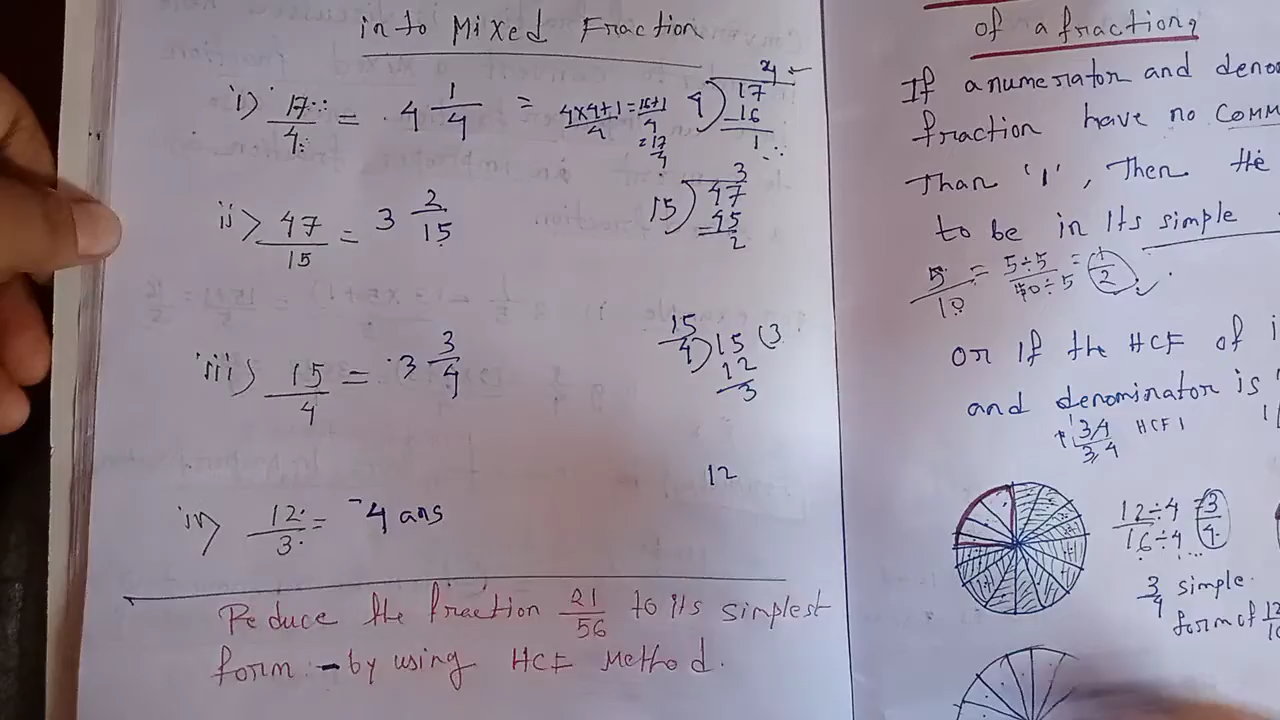 into Mixed Fraction
i) 17/4 = 4 1/4 = 4x4+1/4 = 16+1/4 = 17/4
4) 17 (4
16
1
ii> 47/15 = 3 2/15
15) 47 (3
45
2
iii> 15/4 = 3 3/4
15/4) 15 (3
12
3
12
iv> 12/3 = 4 ans
Reduce the fraction 21/56 to its simplest
form - by using HCF Method.
of a fraction,
If a numerator and
fraction have no
Than '1', Then
to be in Its simple
5/10 = 5÷5/10÷5 = 1/2
or If the HCF of
and denominator is
3/4 HCF 1
3,4
12÷4/16÷4 = 3/4
3/4 simple
form of